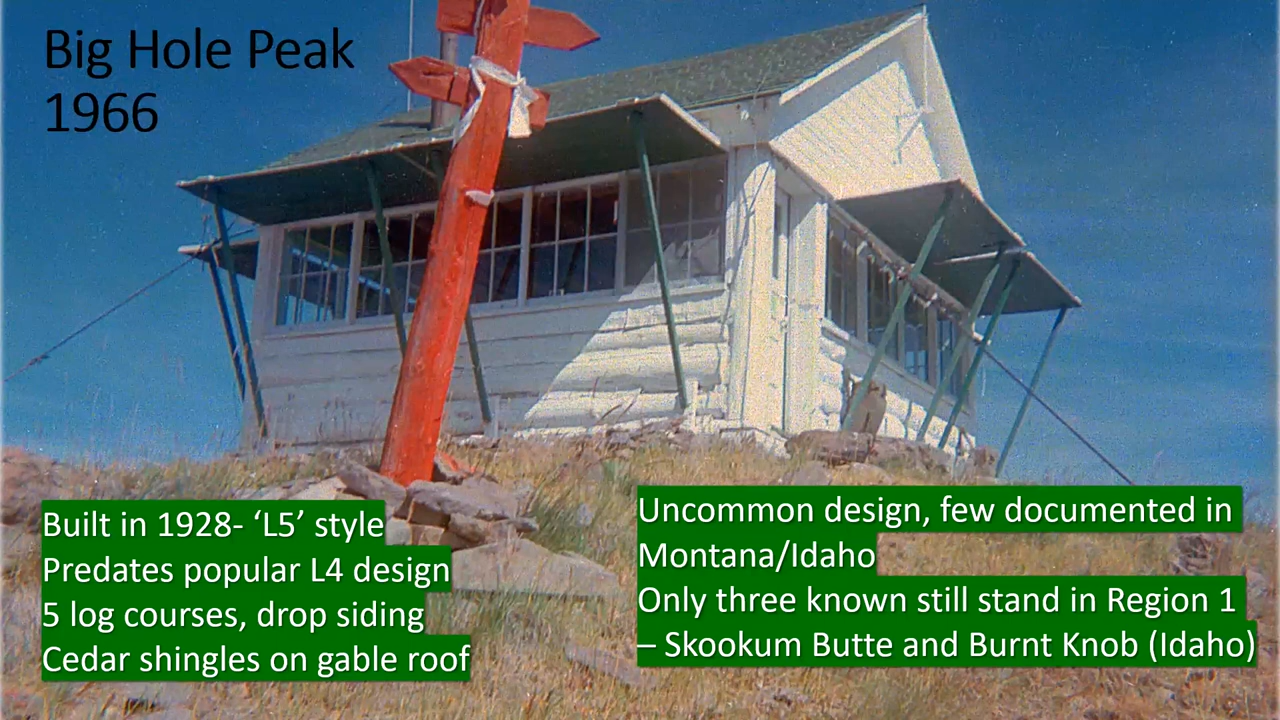 Big Hole Peak
1966
Built in 1928- ‘L5’ style
Predates popular L4 design
5 log courses, drop siding
Cedar shingles on gable roof
Uncommon design, few documented in
Montana/Idaho
Only three known still stand in Region 1
– Skookum Butte and Burnt Knob (Idaho)